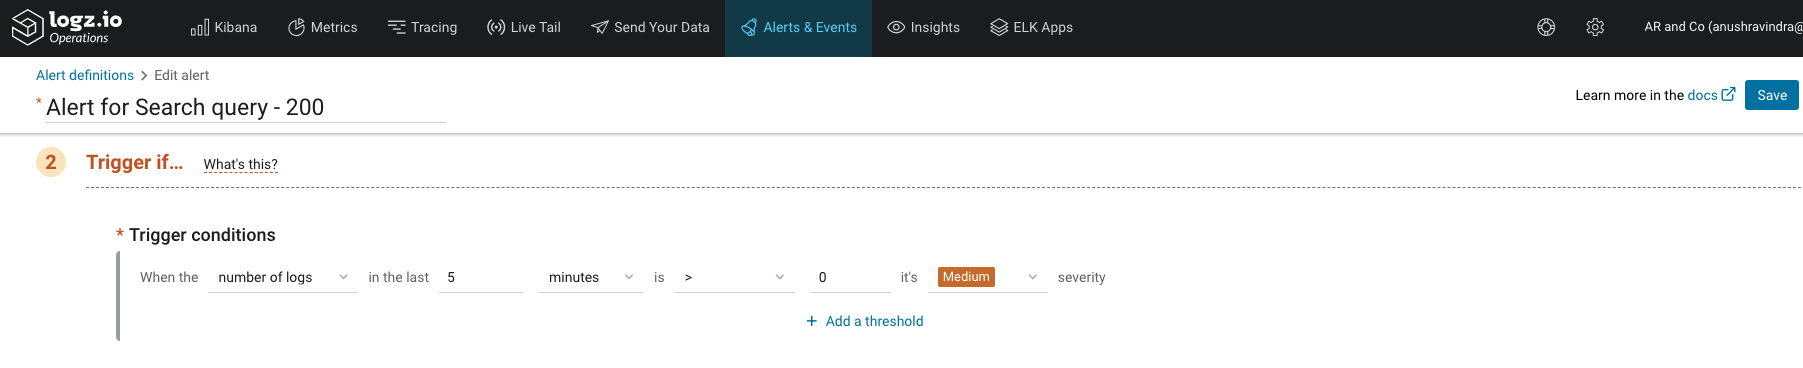 logz.io
Operations
Kibana Metrics Tracing Live Tail Send Your Data Alerts & Events Insights ELK Apps AR and Co (anushravindra@
Alert definitions > Edit alert
* Alert for Search query - 200
Learn more in the docs Save
2 Trigger if... What's this?
* Trigger conditions
When the number of logs in the last 5 minutes is > 0 it's Medium severity
+ Add a threshold